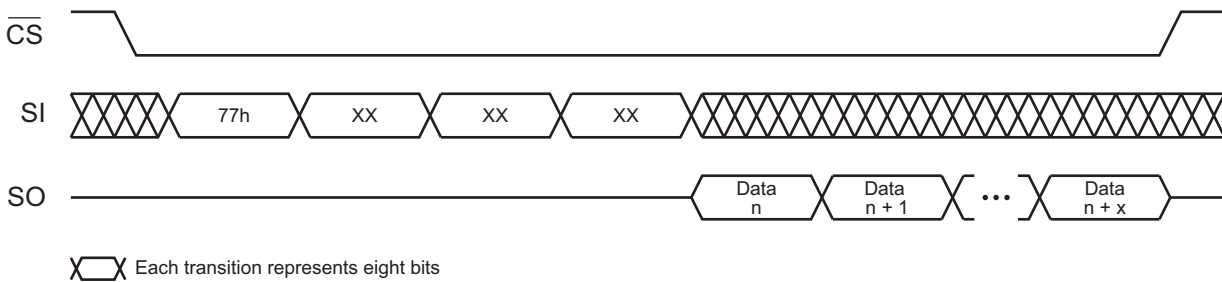 CS
SI
77h
XX
XX
XX
SO
Data
n
Data
n + 1
•••
Data
n + x
Each transition represents eight bits